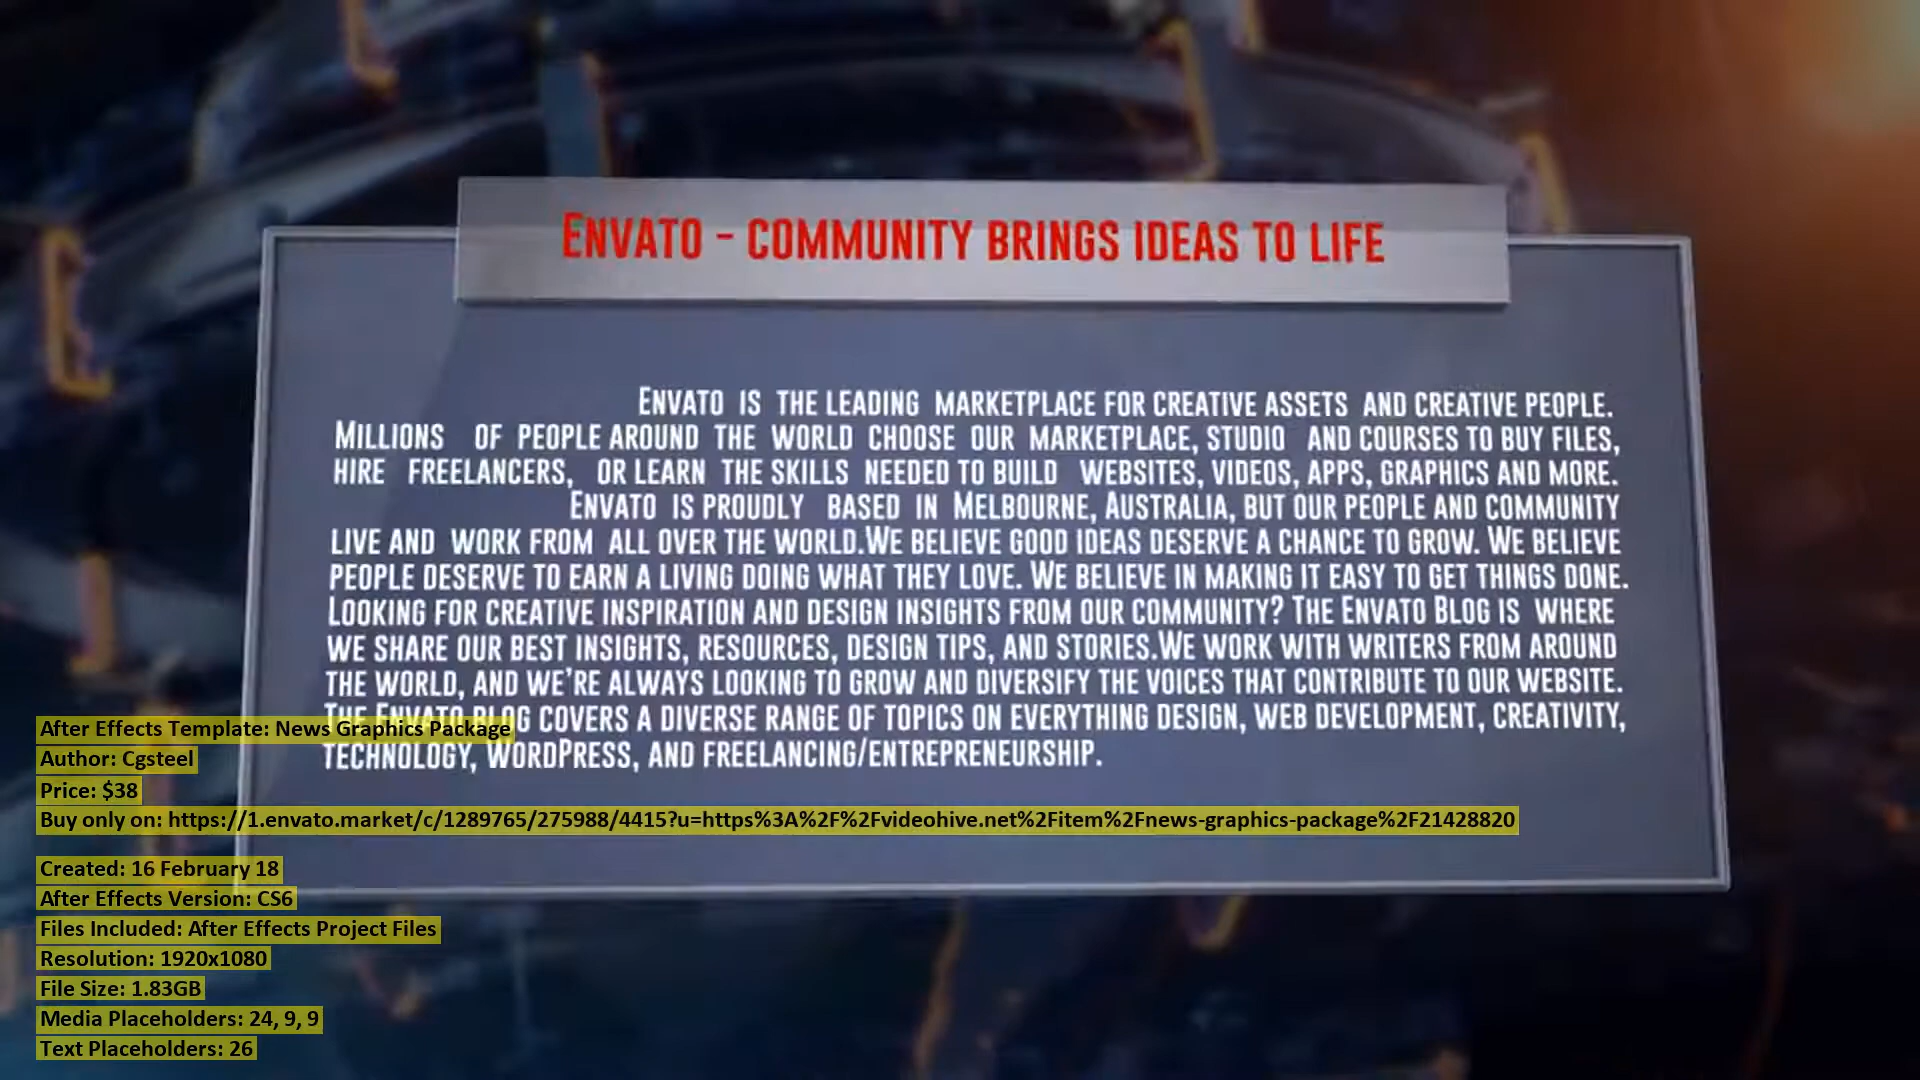 Envato - community brings ideas to life
Envato is the leading marketplace for creative assets and creative people.
Millions of people around the world choose our marketplace, studio and courses to buy files,
hire freelancers, or learn the skills needed to build websites, videos, apps, graphics and more.
Envato is proudly based in Melbourne, Australia, but our people and community
live and work from all over the world.We believe good ideas deserve a chance to grow. We believe
people deserve to earn a living doing what they love. We believe in making it easy to get things done.
Looking for creative inspiration and design insights from our community? The Envato Blog is where
we share our best insights, resources, design tips, and stories.We work with writers from around
the world, and we're always looking to grow and diversify the voices that contribute to our website.
The Envato blog covers a diverse range of topics on everything design, web development, creativity,
technology, WordPress, and freelancing/entrepreneurship.
After Effects Template: News Graphics Package
Author: Cgsteel
Price: $38
Buy only on: https://1.envato.market/c/1289765/275988/4415?u=https%3A%2F%2Fvideohive.net%2Fitem%2Fnews-graphics-package%2F21428820
Created: 16 February 18
After Effects Version: CS6
Files Included: After Effects Project Files
Resolution: 1920x1080
File Size: 1.83GB
Media Placeholders: 24, 9, 9
Text Placeholders: 26